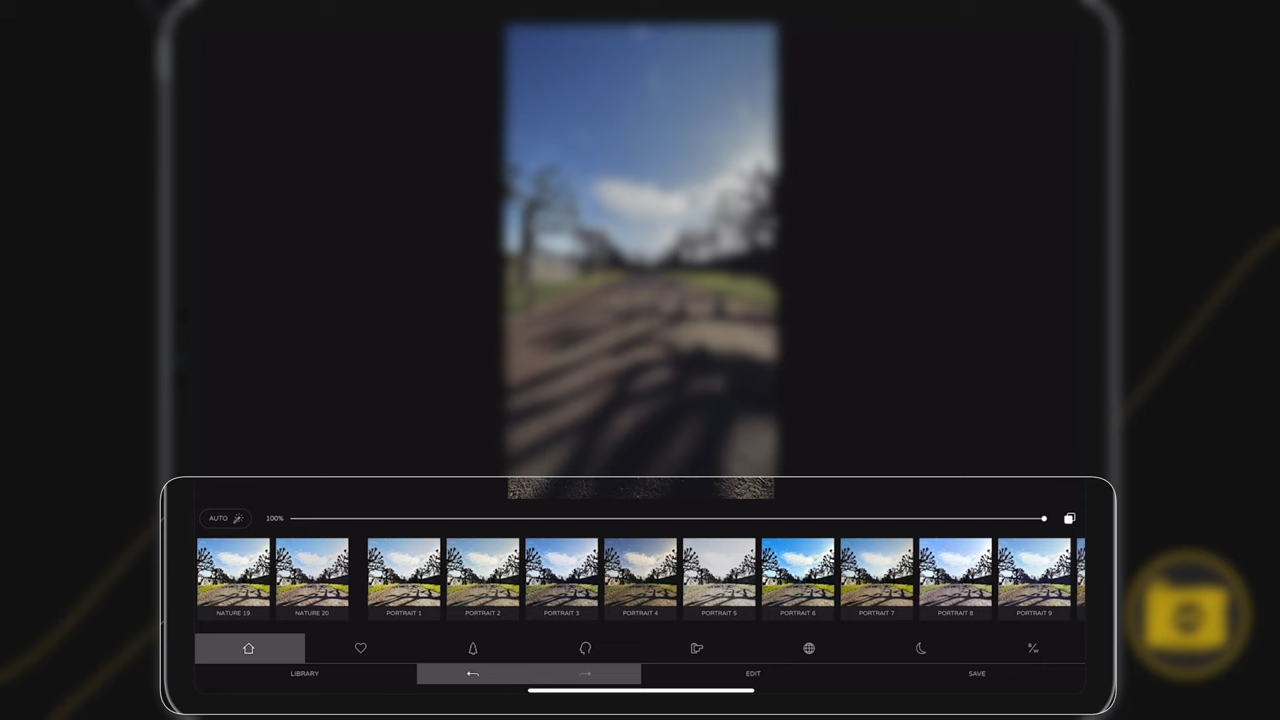 AUTO 100%
NATURE 19 NATURE 20 PORTRAIT 1 PORTRAIT 2 PORTRAIT 3 PORTRAIT 4 PORTRAIT 5 PORTRAIT 6 PORTRAIT 7 PORTRAIT 8 PORTRAIT 9
B/W
LIBRARY EDIT SAVE